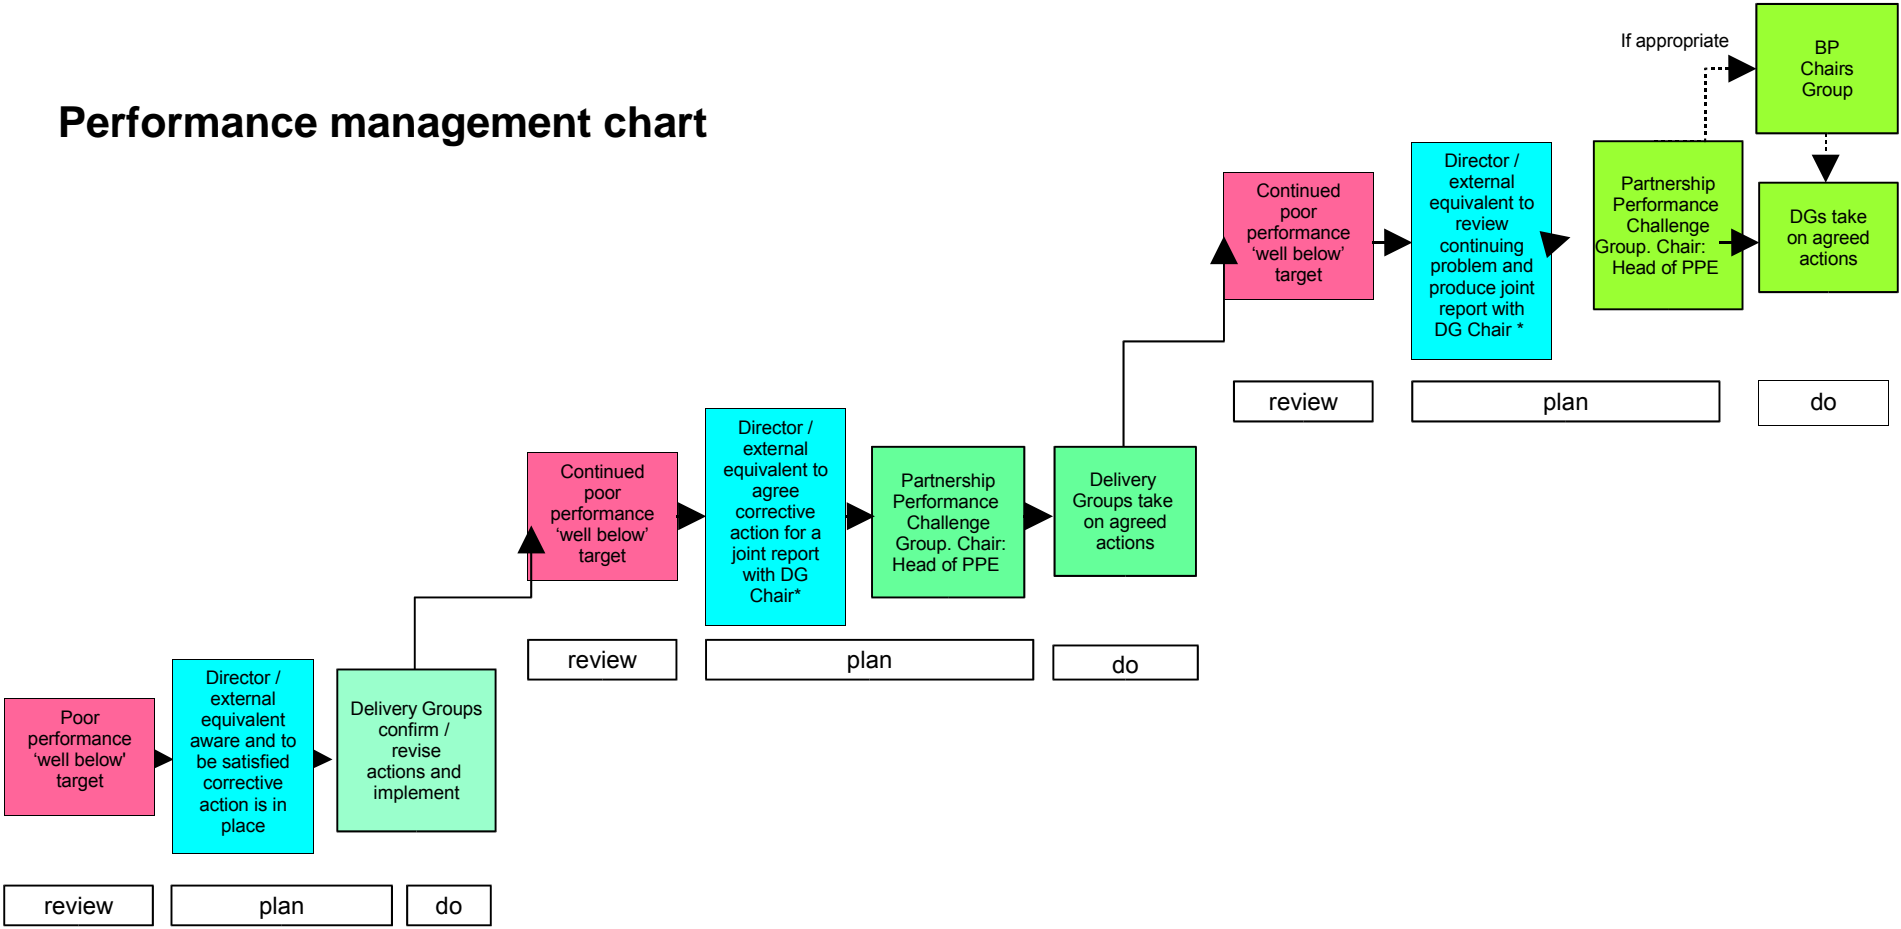 Performance management chart
If appropriate
BP
Chairs
Group
Continued
poor
performance
‘well below’
target
Director /
external
equivalent to
review
continuing
problem and
produce joint
report with
DG Chair *
Partnership
Performance
Challenge
Group. Chair:
Head of PPE
DGs take
on agreed
actions
review
plan
do
Continued
poor
performance
‘well below’
target
Director /
external
equivalent to
agree
corrective
action for a
joint report
with DG
Chair*
Partnership
Performance
Challenge
Group. Chair:
Head of PPE
Delivery
Groups take
on agreed
actions
review
plan
do
Poor
performance
‘well below'
target
Director /
external
equivalent
aware and to
be satisfied
corrective
action is in
place
Delivery Groups
confirm /
revise
actions and
implement
review
plan
do